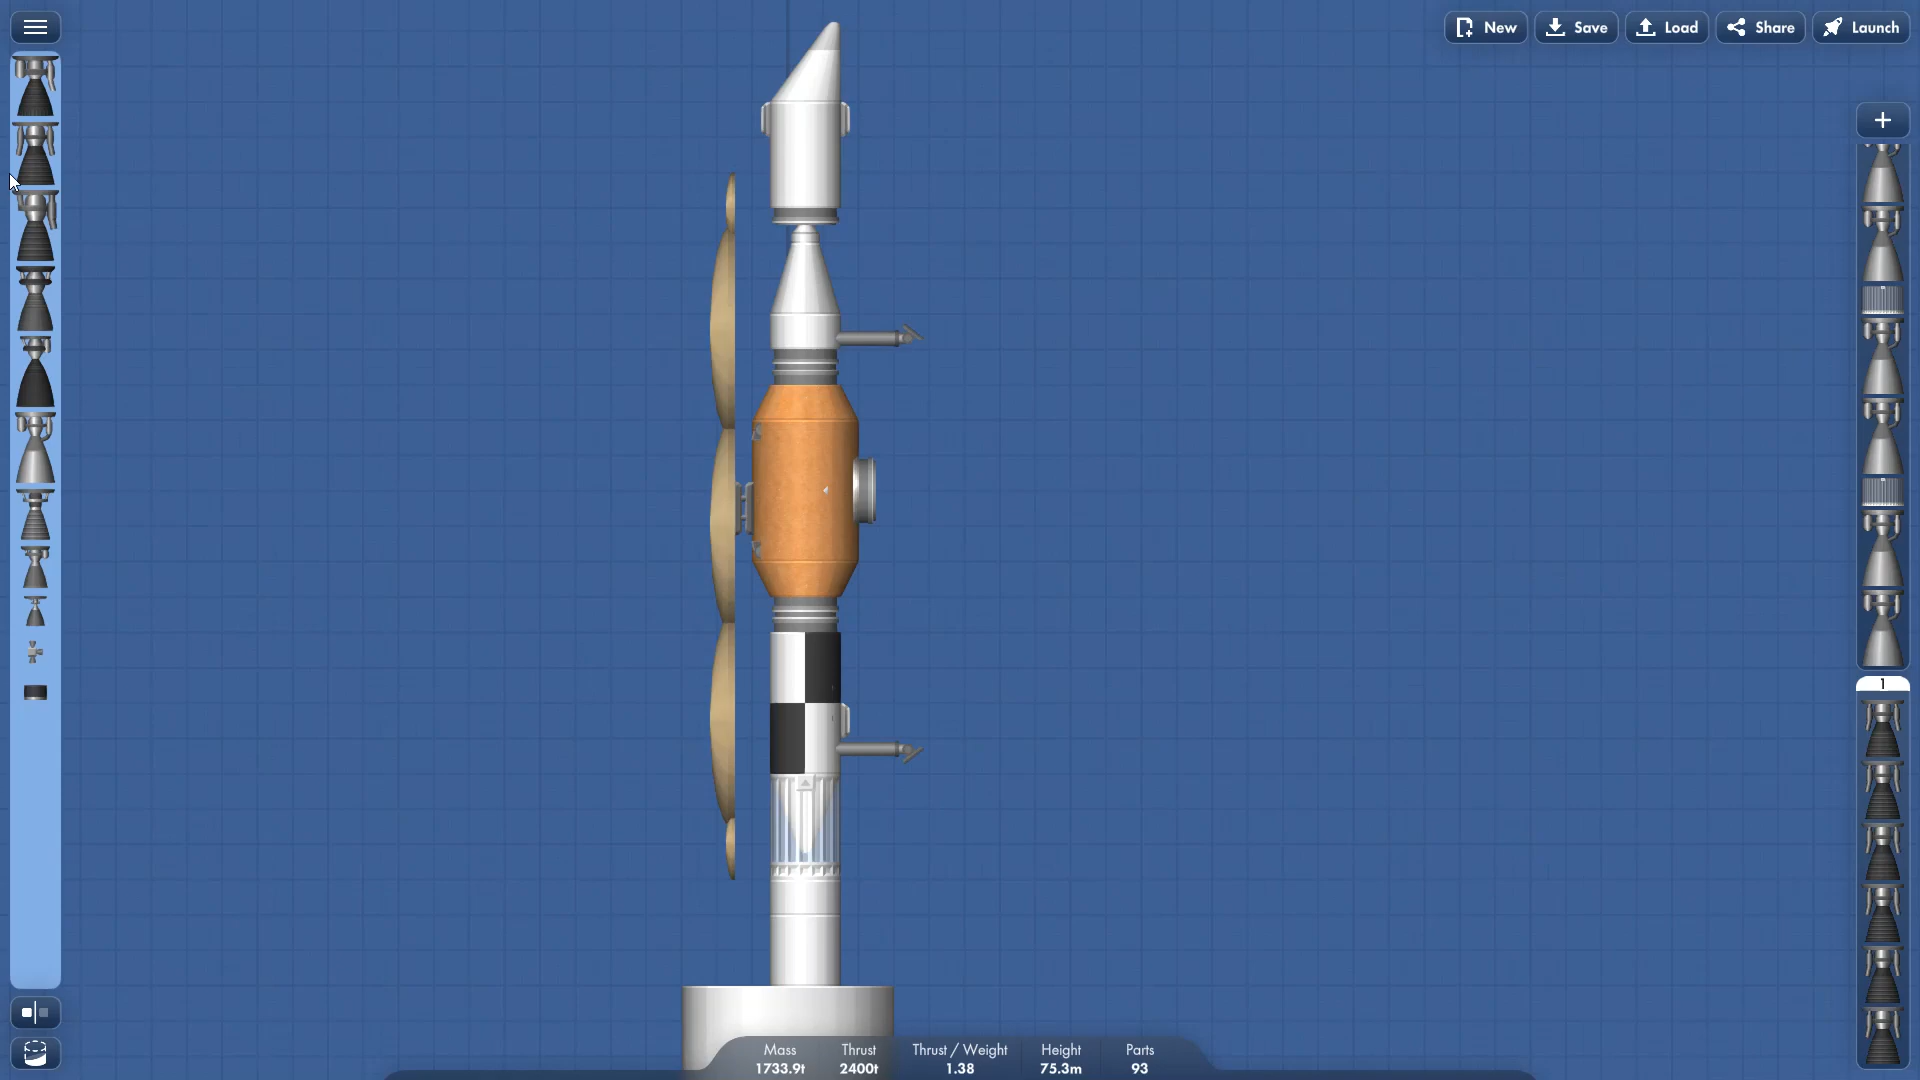 New Save Load Share Launch
1
Mass Thrust Thrust / Weight Height Parts
1733.9t 2400t 1.38 75.3m 93